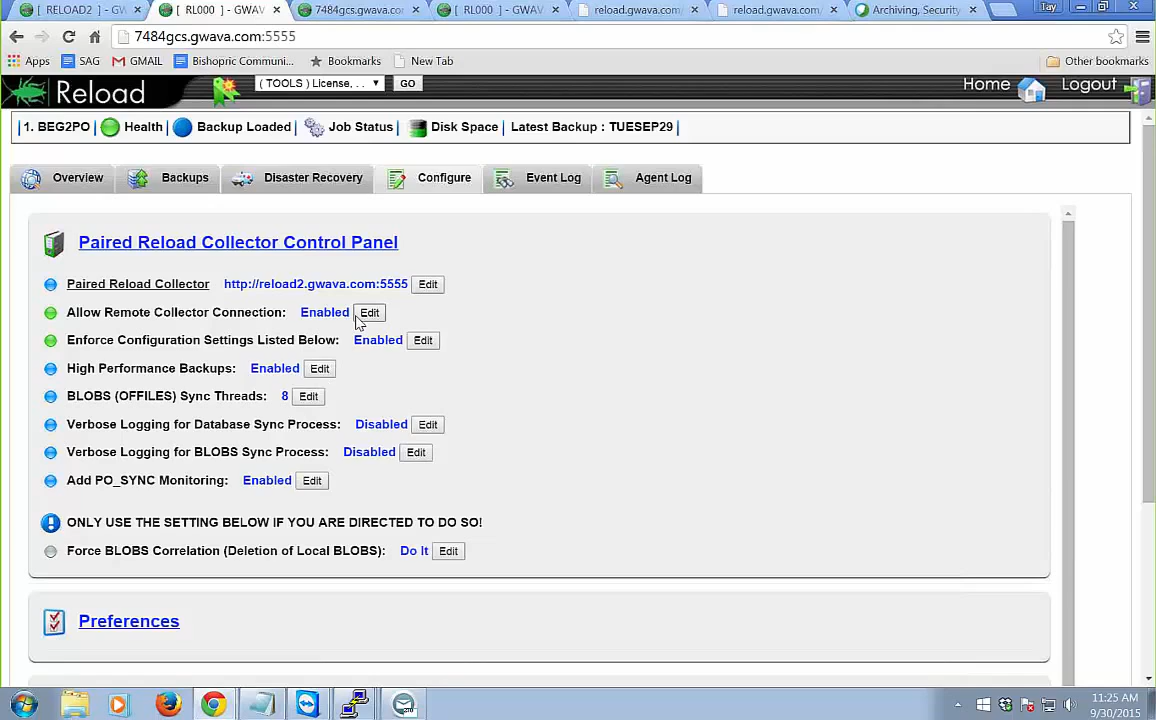 [ RELOAD2 ] - GW
[ RL000 ] - GWAV
7484gcs.gwava.com:
[ RL000 ] - GWAV
reload.gwava.com/
reload.gwava.com/
Archiving, Security
Tay
7484gcs.gwava.com:5555
Apps
SAG
GMAIL
Bishopric Communi...
Bookmarks
New Tab
Other bookmarks
Reload
( TOOLS ) License, . . .
GO
Home
Logout
1. BEG2PO
Health
Backup Loaded
Job Status
Disk Space
Latest Backup : TUESEP29
Overview
Backups
Disaster Recovery
Configure
Event Log
Agent Log
Paired Reload Collector Control Panel
Paired Reload Collector http://reload2.gwava.com:5555 Edit
Allow Remote Collector Connection: Enabled Edit
Enforce Configuration Settings Listed Below: Enabled Edit
High Performance Backups: Enabled Edit
BLOBS (OFFILES) Sync Threads: 8 Edit
Verbose Logging for Database Sync Process: Disabled Edit
Verbose Logging for BLOBS Sync Process: Disabled Edit
Add PO_SYNC Monitoring: Enabled Edit
ONLY USE THE SETTING BELOW IF YOU ARE DIRECTED TO DO SO!
Force BLOBS Correlation (Deletion of Local BLOBS): Do It Edit
Preferences
11:25 AM
9/30/2015